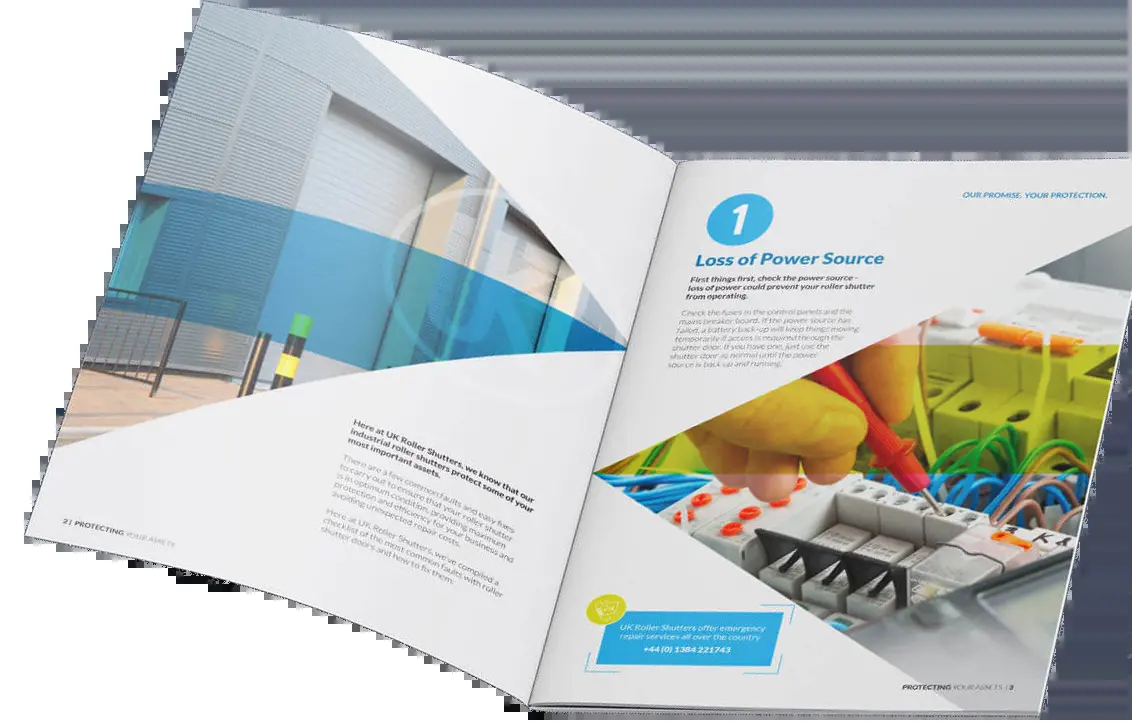 Here at UK Roller Shutters, we know that our
industrial roller shutters protect some of your
most important assets.
There are a few common faults and easy fixes
to carry out to ensure that your roller shutter
is in optimum condition, providing maximum
protection and efficiency for your business and
avoiding unexpected repair costs.
Here at UK Roller Shutters, we've compiled a
checklist of the most common faults with roller
shutter doors and how to fix them:
2 | PROTECTING YOUR ASSETS
OUR PROMISE. YOUR PROTECTION.
1
Loss of Power Source
First things first, check the power source -
loss of power could prevent your roller shutter
from operating.
Check the fuses in the control panels and the
mains breaker board. If the power source has
failed, a battery back-up will keep things moving
temporarily if access is required through the
shutter door. If you have one, just use the
shutter door as normal until the power
source is back up and running.
UK Roller Shutters offer emergency
repair services all over the country
+44 (0) 1384 221743
PROTECTING YOUR ASSETS | 3